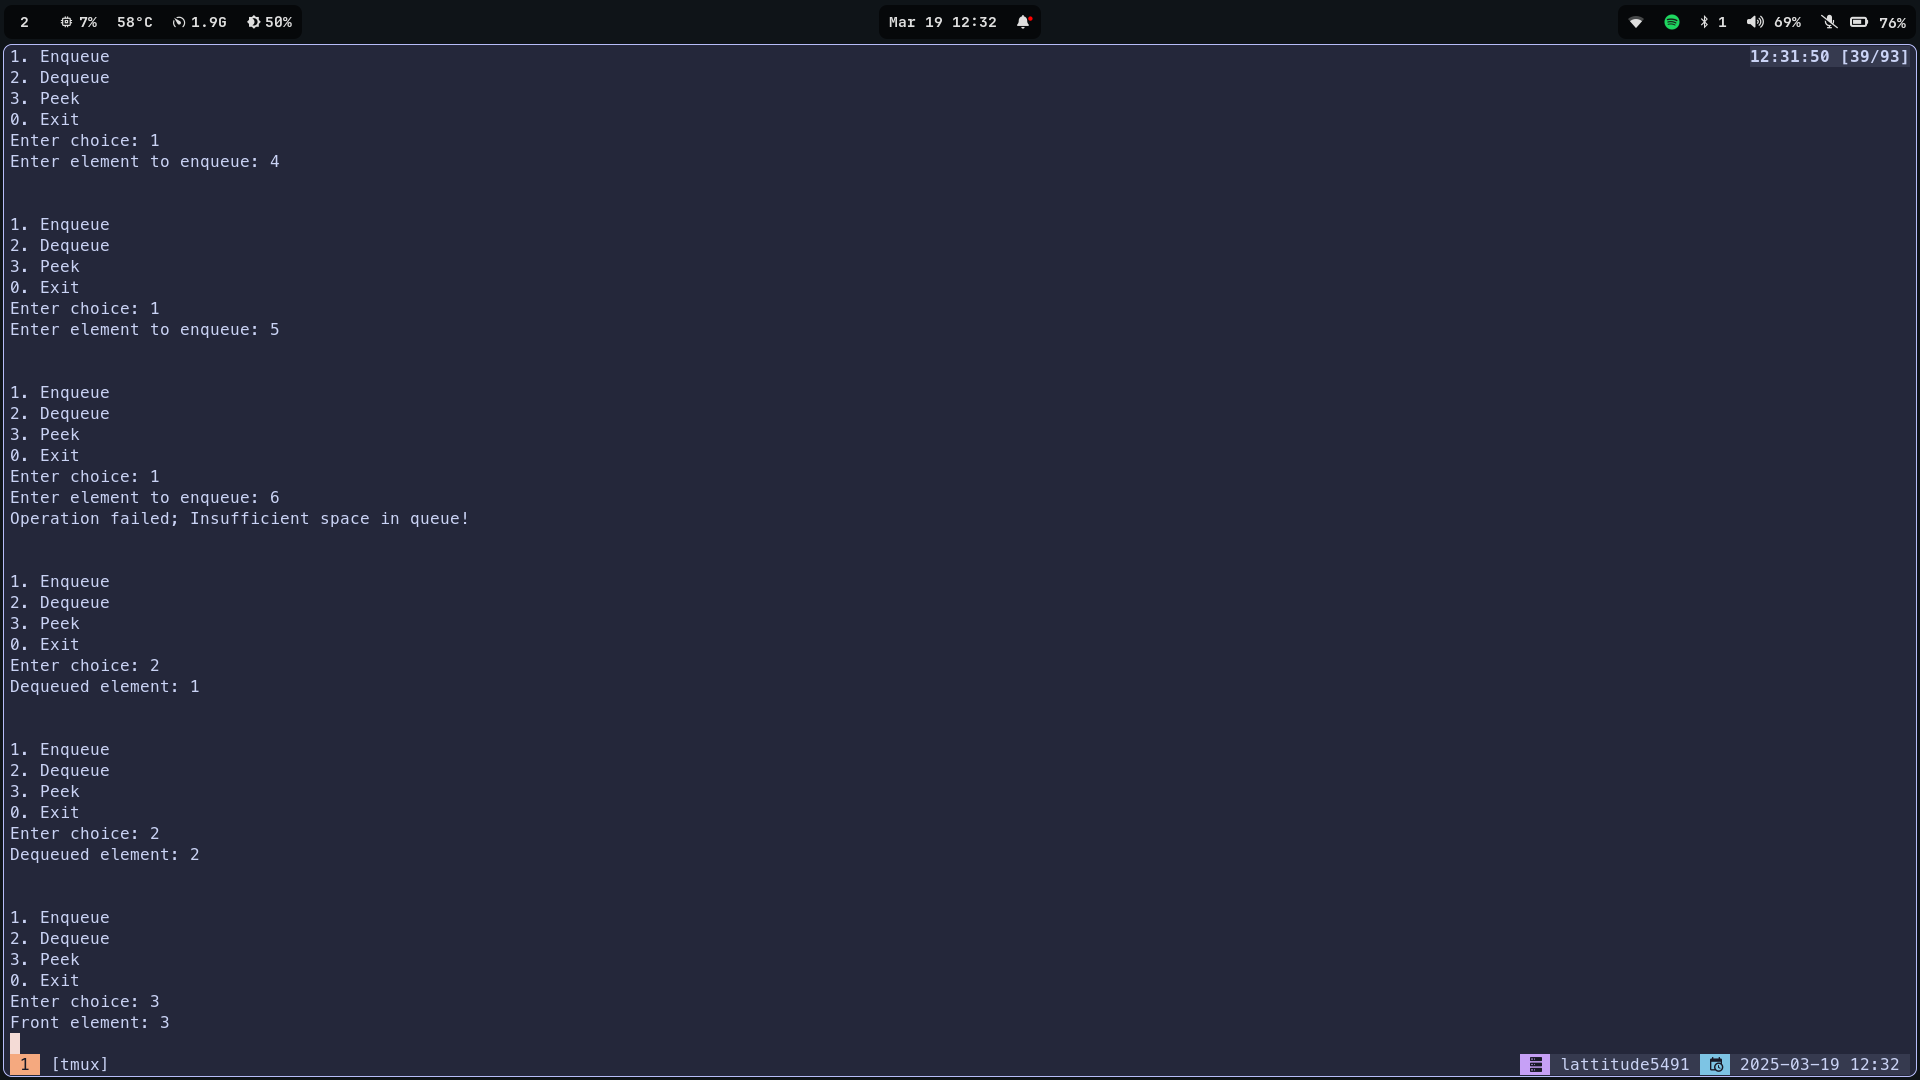 2 7% 58°C 1.9G 50% Mar 19 12:32 1 69% 76%
1. Enqueue 12:31:50 [39/93]
2. Dequeue
3. Peek
0. Exit
Enter choice: 1
Enter element to enqueue: 4
1. Enqueue
2. Dequeue
3. Peek
0. Exit
Enter choice: 1
Enter element to enqueue: 5
1. Enqueue
2. Dequeue
3. Peek
0. Exit
Enter choice: 1
Enter element to enqueue: 6
Operation failed; Insufficient space in queue!
1. Enqueue
2. Dequeue
3. Peek
0. Exit
Enter choice: 2
Dequeued element: 1
1. Enqueue
2. Dequeue
3. Peek
0. Exit
Enter choice: 2
Dequeued element: 2
1. Enqueue
2. Dequeue
3. Peek
0. Exit
Enter choice: 3
Front element: 3
1 [tmux] lattitude5491 2025-03-19 12:32